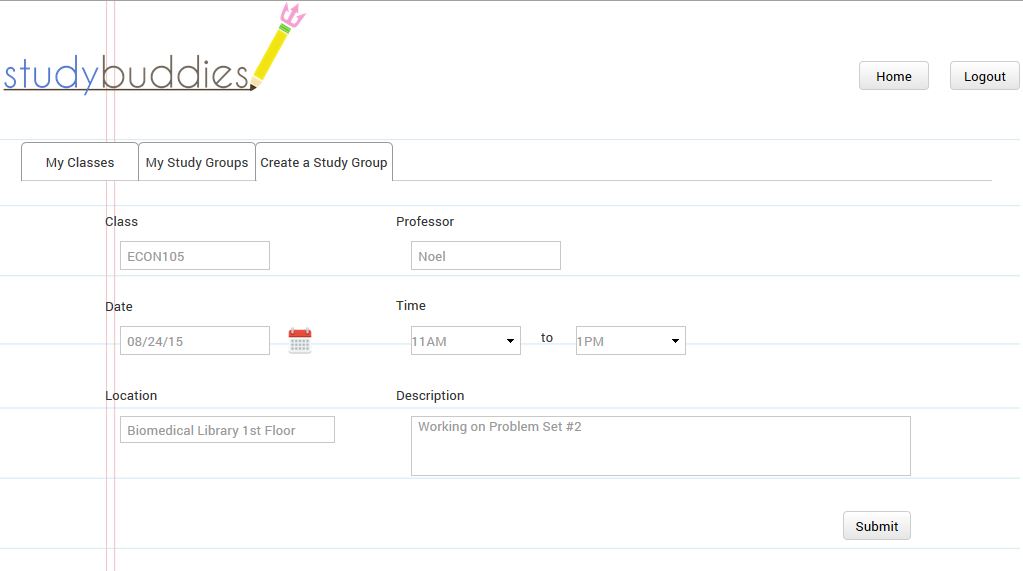 studybuddies
Home Logout
My Classes My Study Groups Create a Study Group
Class Professor
ECON105 Noel
Date Time
08/24/15 11AM to 1PM
Location Description
Biomedical Library 1st Floor Working on Problem Set #2
Submit